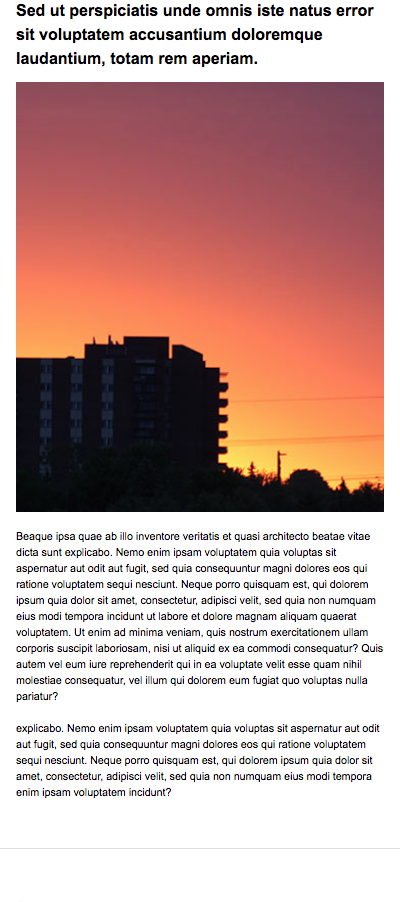 Sed ut perspiciatis unde omnis iste natus error
sit voluptatem accusantium doloremque
laudantium, totam rem aperiam.
Beaque ipsa quae ab illo inventore veritatis et quasi architecto beatae vitae
dicta sunt explicabo. Nemo enim ipsam voluptatem quia voluptas sit
aspernatur aut odit aut fugit, sed quia consequuntur magni dolores eos qui
ratione voluptatem sequi nesciunt. Neque porro quisquam est, qui dolorem
ipsum quia dolor sit amet, consectetur, adipisci velit, sed quia non numquam
eius modi tempora incidunt ut labore et dolore magnam aliquam quaerat
voluptatem. Ut enim ad minima veniam, quis nostrum exercitationem ullam
corporis suscipit laboriosam, nisi ut aliquid ex ea commodi consequatur? Quis
autem vel eum iure reprehenderit qui in ea voluptate velit esse quam nihil
molestiae consequatur, vel illum qui dolorem eum fugiat quo voluptas nulla
pariatur?
explicabo. Nemo enim ipsam voluptatem quia voluptas sit aspernatur aut odit
aut fugit, sed quia consequuntur magni dolores eos qui ratione voluptatem
sequi nesciunt. Neque porro quisquam est, qui dolorem ipsum quia dolor sit
amet, consectetur, adipisci velit, sed quia non numquam eius modi tempora
enim ipsam voluptatem incidunt?